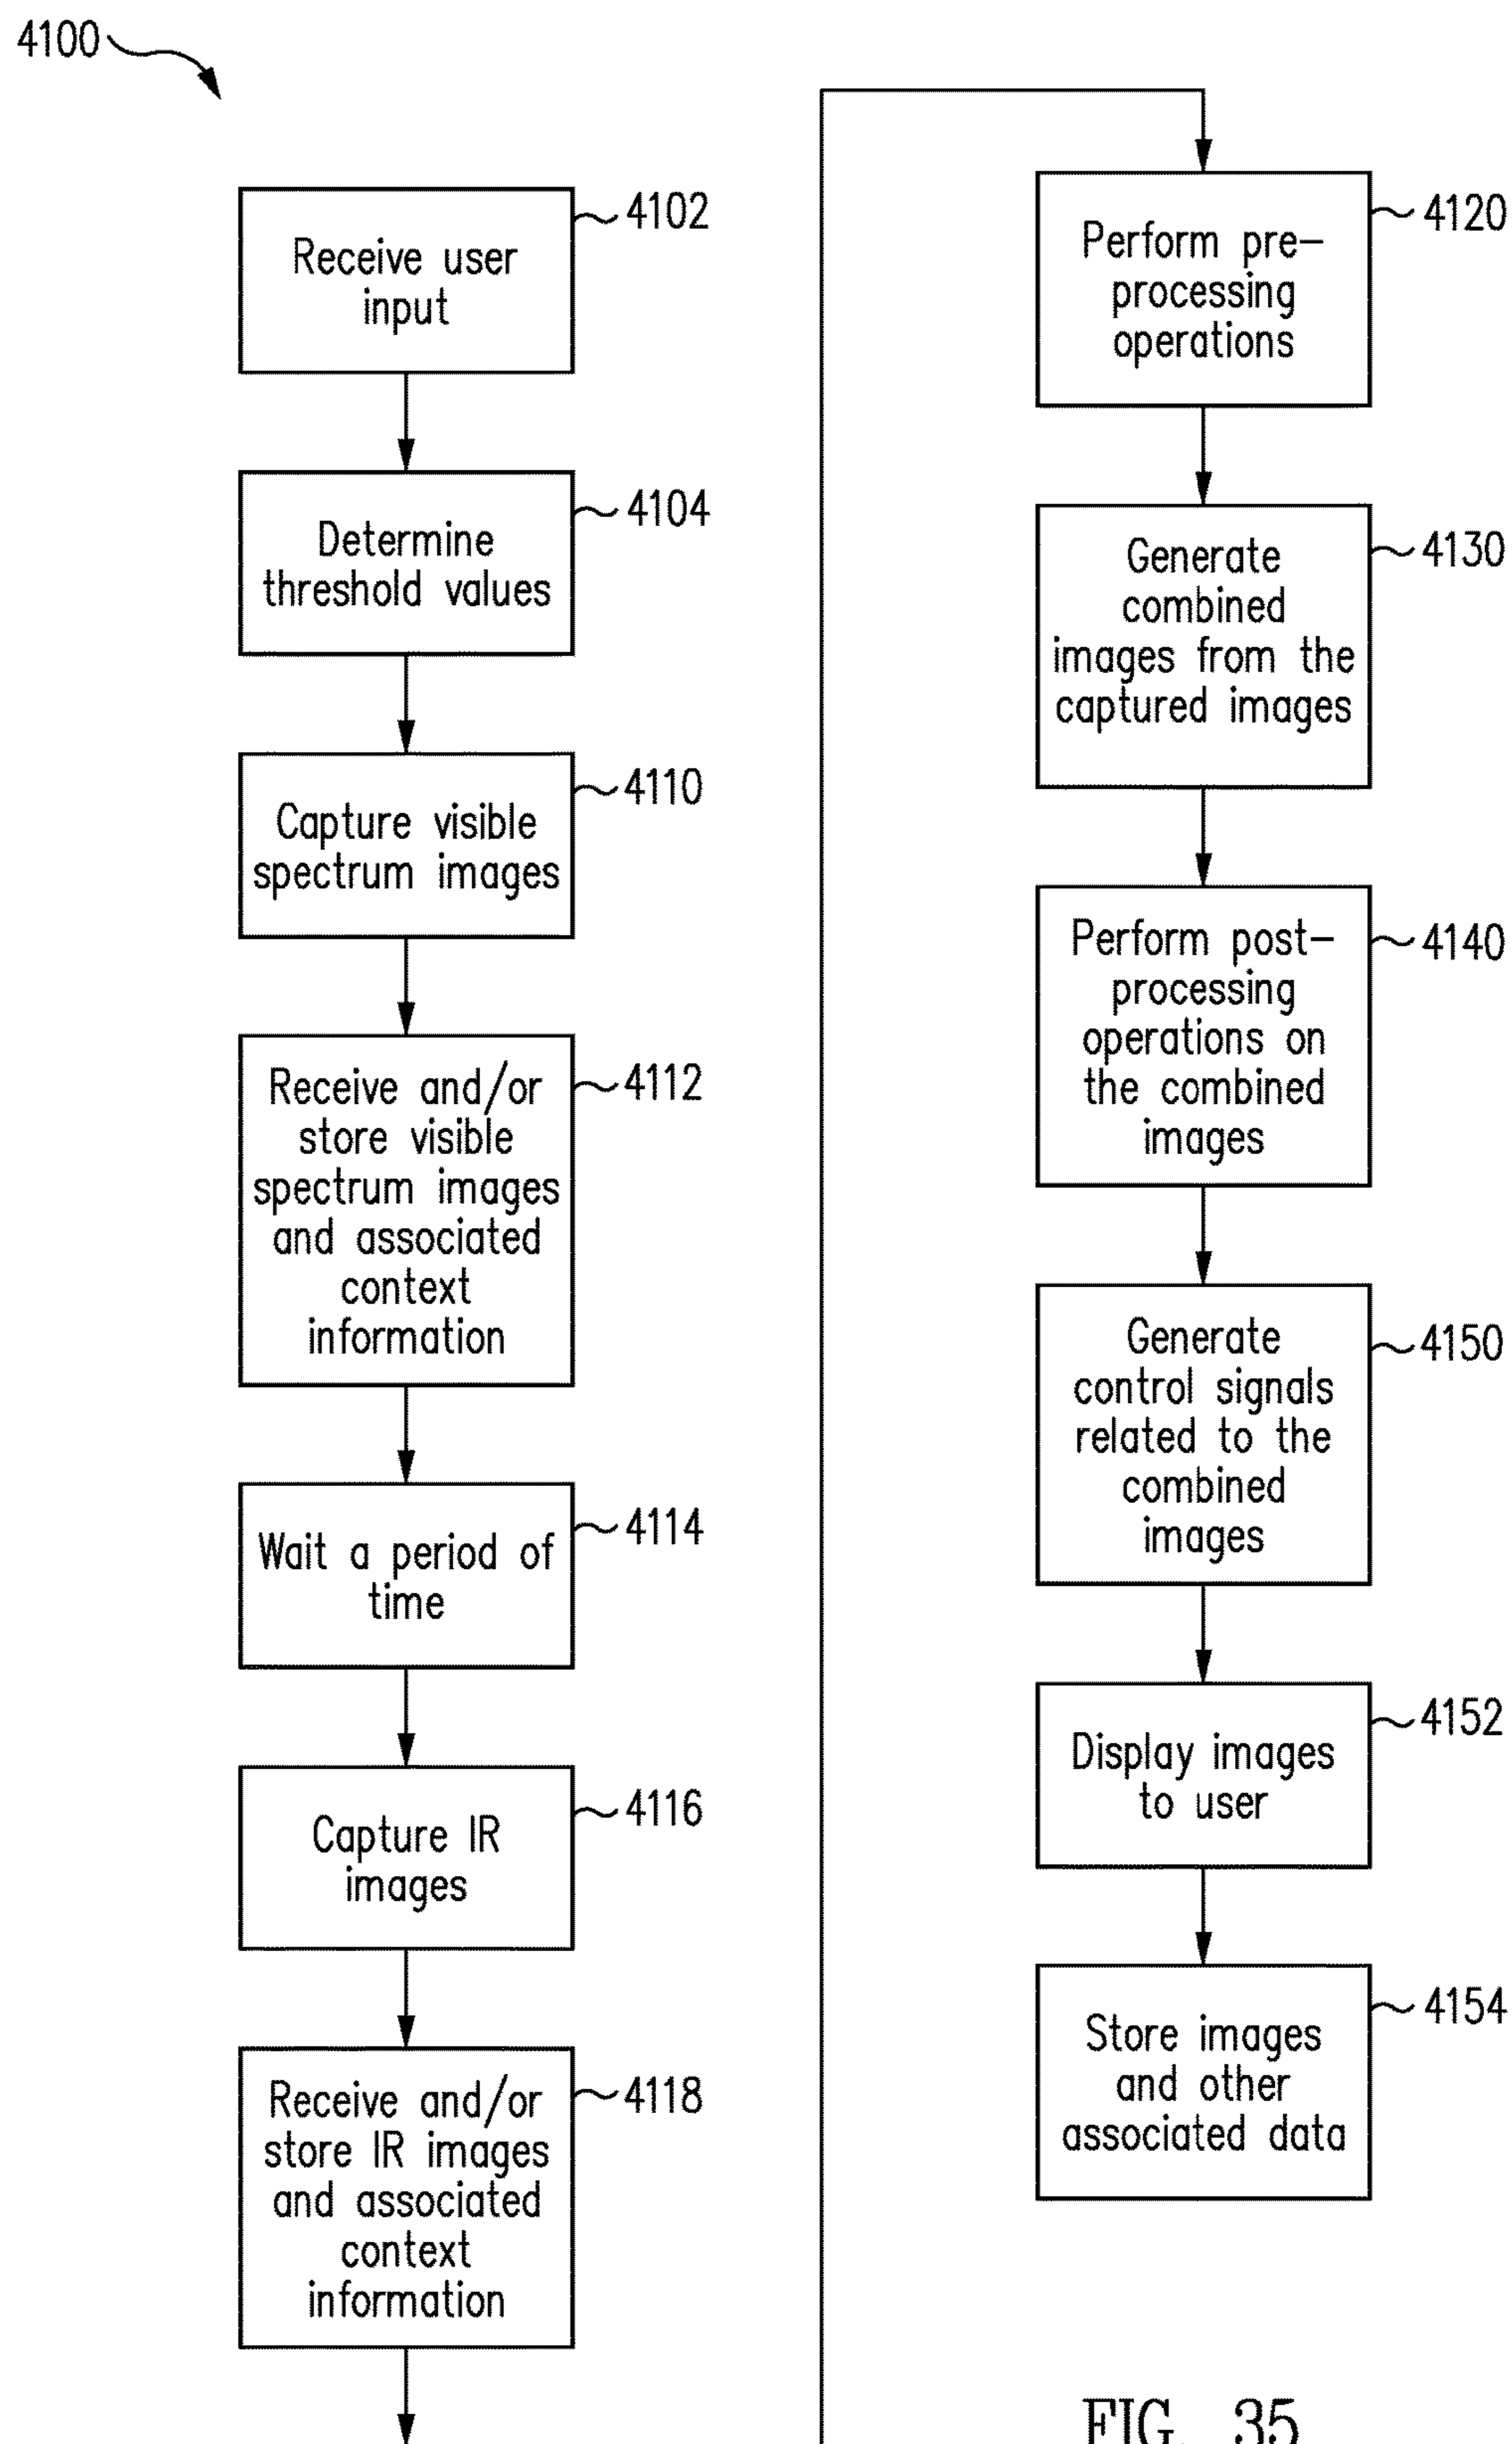 4100
4102
Receive user
input
4104
Determine
threshold values
4110
Capture visible
spectrum images
4112
Receive and/or
store visible
spectrum images
and associated
context
information
4114
Wait a period of
time
4116
Capture IR
images
4118
Receive and/or
store IR images
and associated
context
information
4120
Perform pre-
processing
operations
4130
Generate
combined
images from the
captured images
4140
Perform post-
processing
operations on
the combined
images
4150
Generate
control signals
related to the
combined
images
4152
Display images
to user
4154
Store images
and other
associated data
FIG. 35